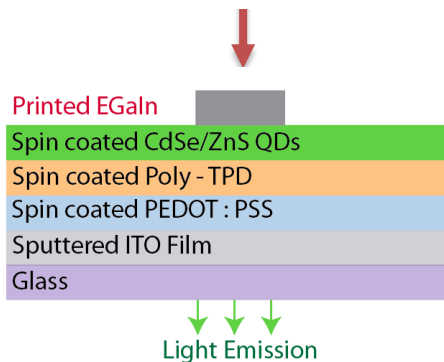 Printed EGaIn
Spin coated CdSe/ZnS QDs
Spin coated Poly - TPD
Spin coated PEDOT : PSS
Sputtered ITO Film
Glass
Light Emission